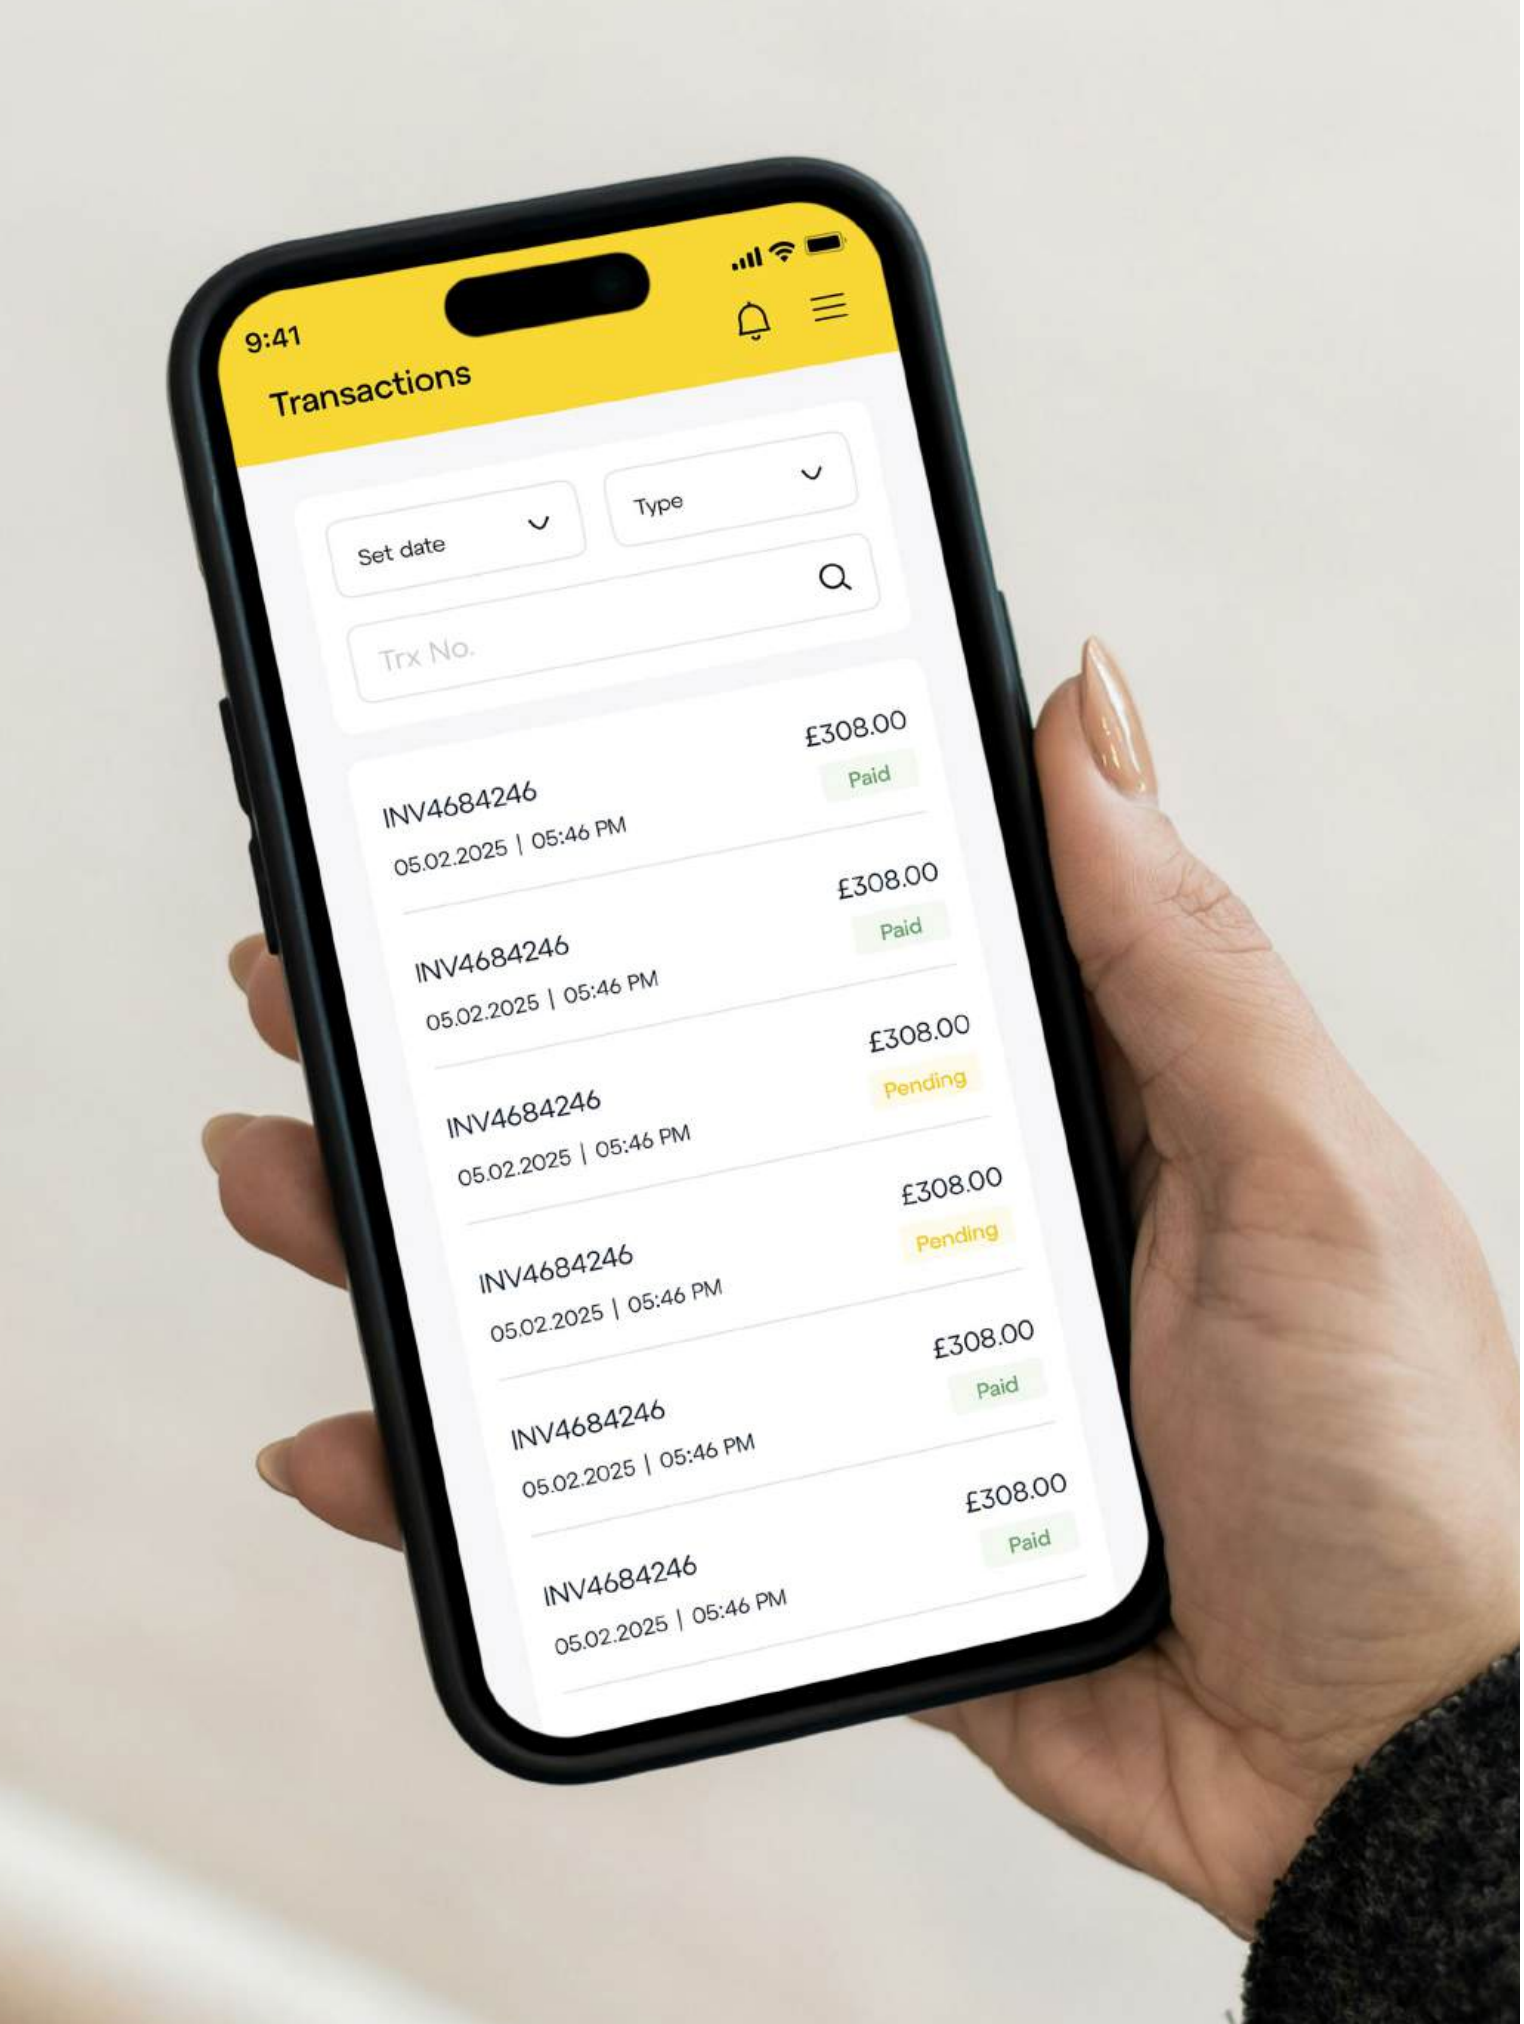 9:41
Transactions
Set date
Type
Trx No.
INV4684246
£308.00
05.02.2025 | 05:46 PM
Paid
INV4684246
£308.00
05.02.2025 | 05:46 PM
Paid
INV4684246
£308.00
05.02.2025 | 05:46 PM
Pending
INV4684246
£308.00
05.02.2025 | 05:46 PM
Pending
INV4684246
£308.00
05.02.2025 | 05:46 PM
Paid
INV4684246
£308.00
05.02.2025 | 05:46 PM
Paid